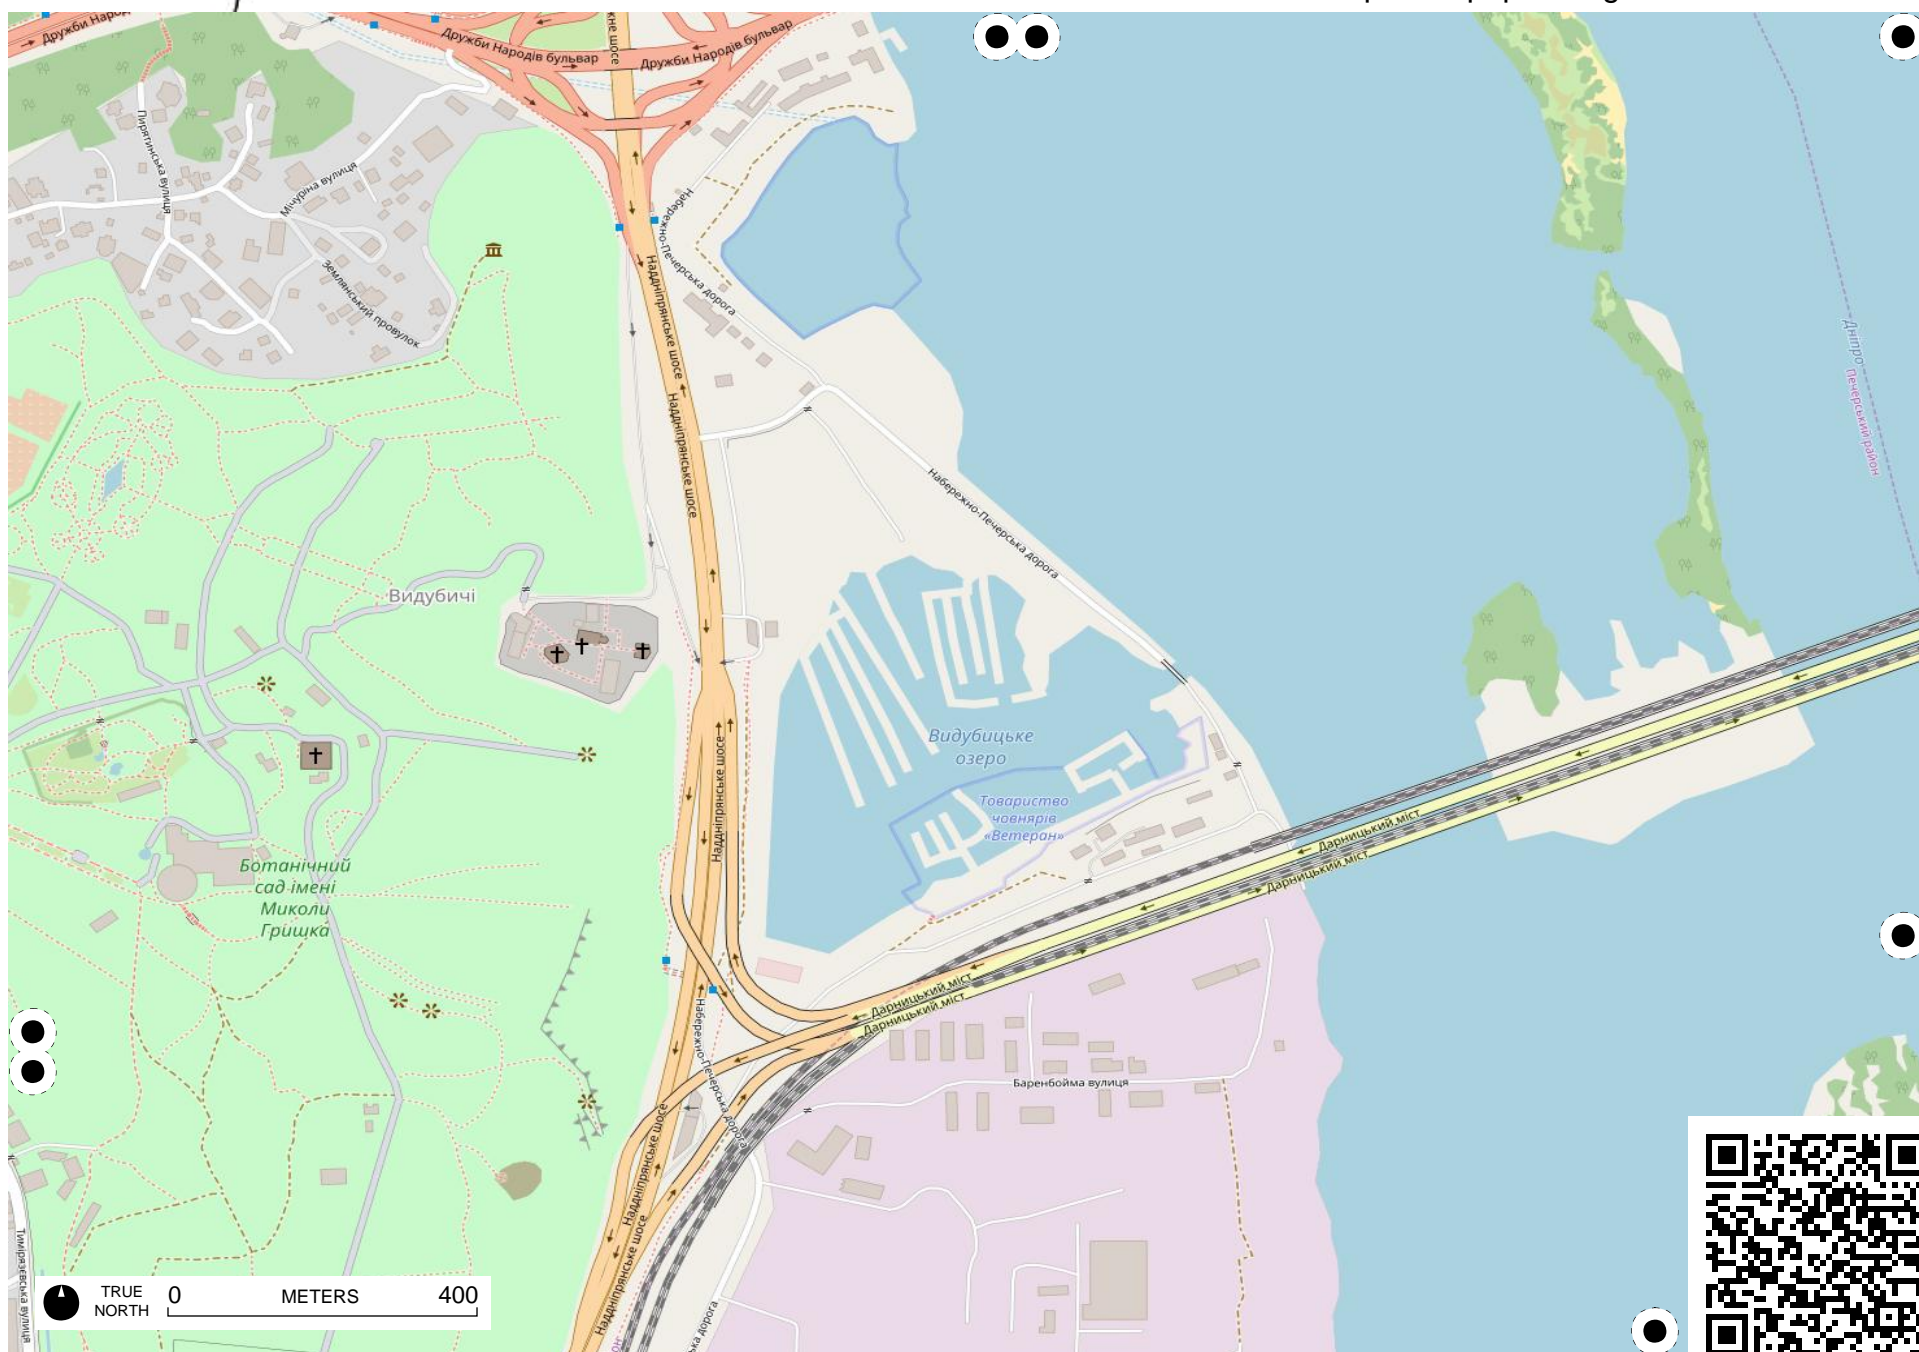 Дружби Народів бульвар
Дружби Народів бульвар
Пирятинська вулиця
Мічуріна вулиця
Землянський провулок
Набережно-Печерська дорога
Наддніпрянське шосе
Наддніпрянське шосе
Дніпро
Печерський район
Набережно-Печерська дорога
Видубичі
Видубицьке
озеро
Товариство
човнярів
«Ветеран»
Наддніпрянське шосе
Дарницький міст
Дарницький міст
Ботанічний
сад імені
Миколи
Гришка
Дарницький міст
Дарницький міст
Набережно-Печерська дорога
Баренбойма вулиця
Наддніпрянське шосе
Наддніпрянське шосе
Тимірязєвська вулиця
TRUE
NORTH
0 METERS 400